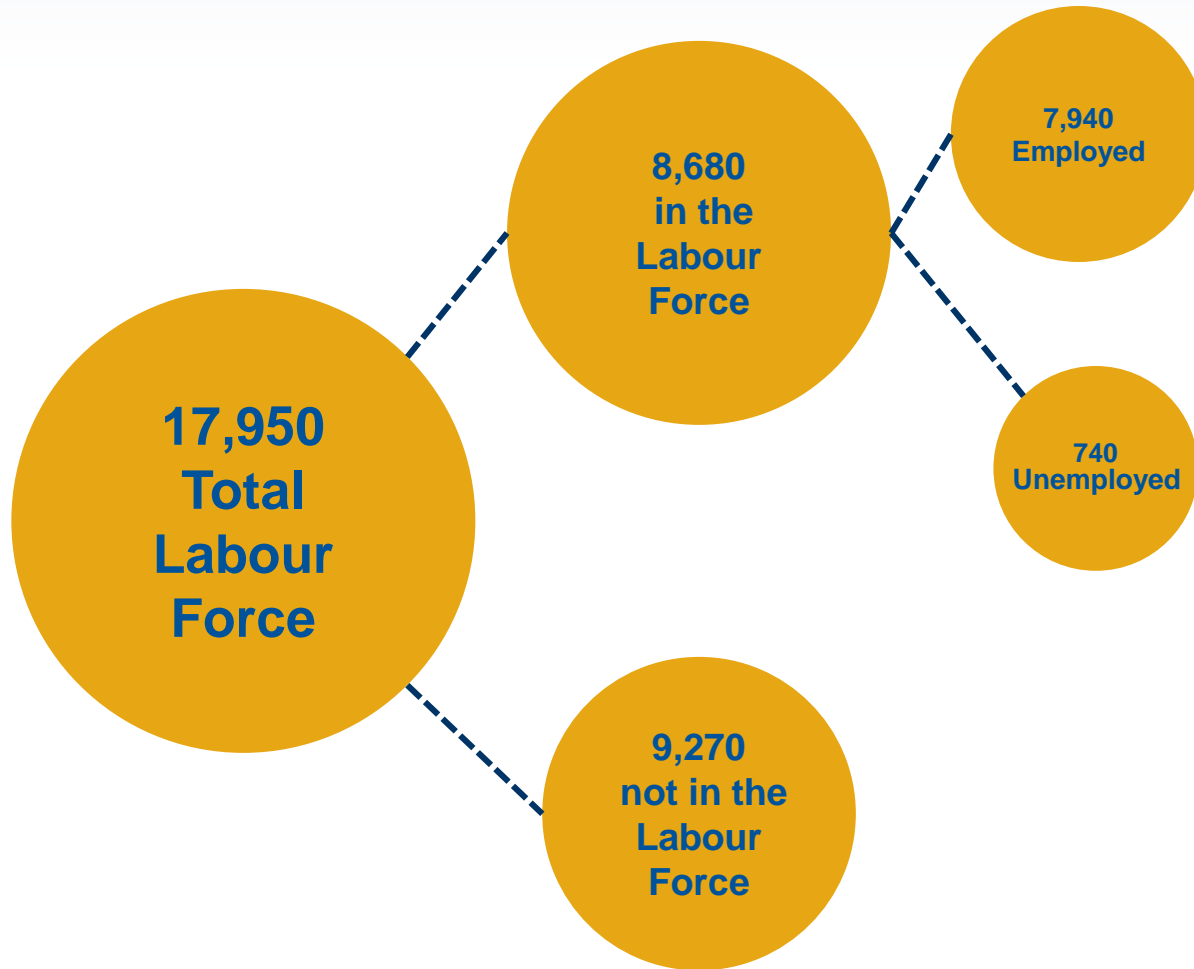 17,950
Total
Labour
Force
8,680
in the
Labour
Force
7,940
Employed
740
Unemployed
9,270
not in the
Labour
Force